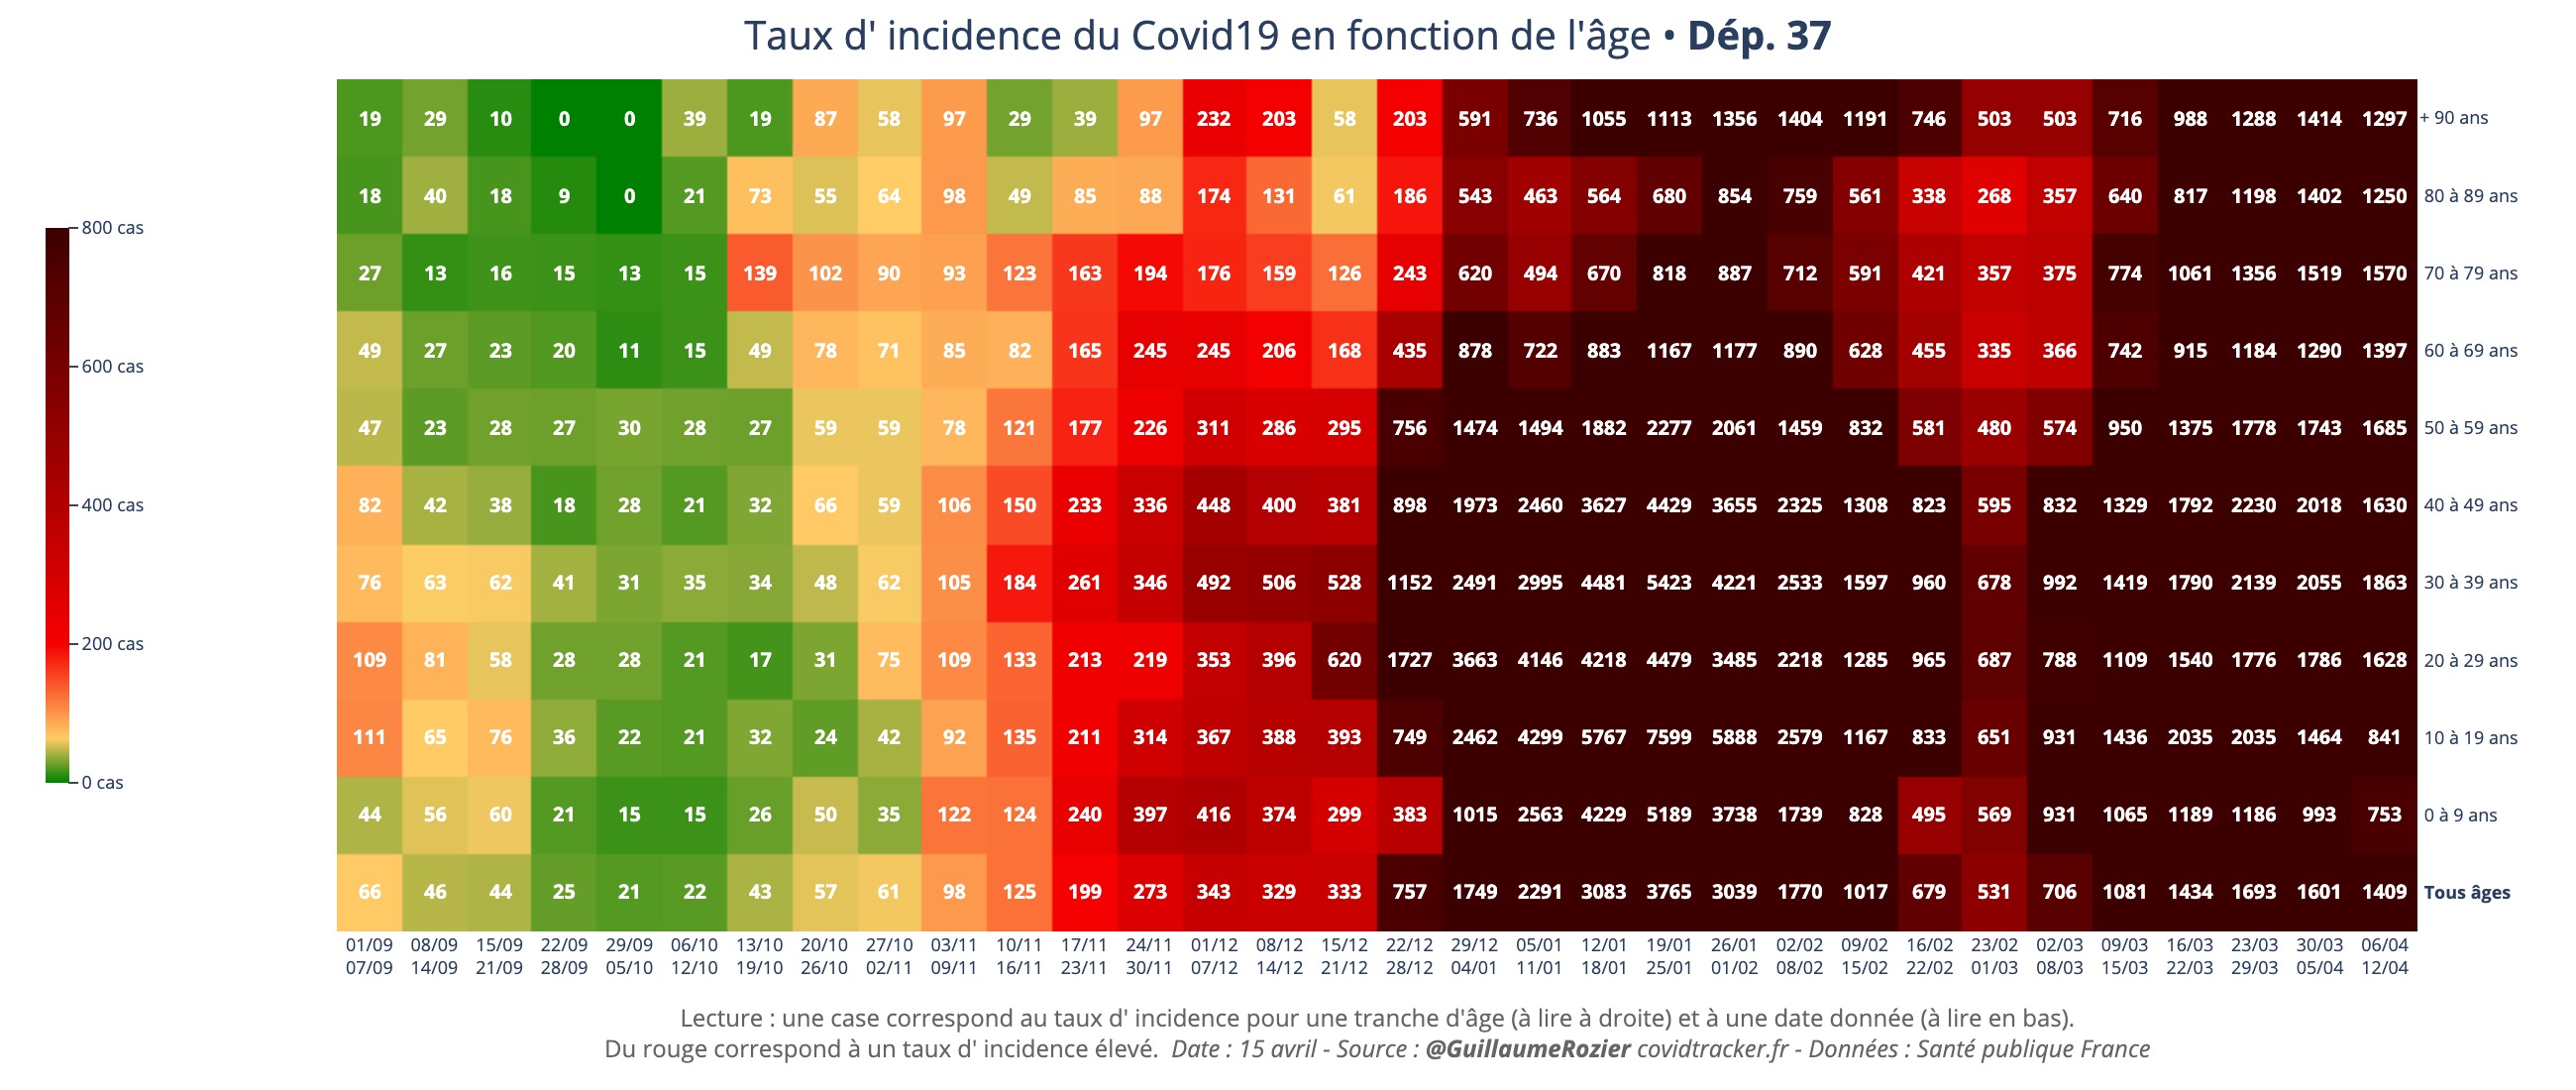 Taux d' incidence du Covid19 en fonction de l'âge • Dép. 37
800 cas
600 cas
400 cas
200 cas
0 cas
19 29 10 0 0 39 19 87 58 97 29 39 97 232 203 58 203 591 736 1055 1113 1356 1404 1191 746 503 503 716 988 1288 1414 1297 + 90 ans
18 40 18 9 0 21 73 55 64 98 49 85 88 174 131 61 186 543 463 564 680 854 759 561 338 268 357 640 817 1198 1402 1250 80 à 89 ans
27 13 16 15 13 15 139 102 90 93 123 163 194 176 159 126 243 620 494 670 818 887 712 591 421 357 375 774 1061 1356 1519 1570 70 à 79 ans
49 27 23 20 11 15 49 78 71 85 82 165 245 245 206 168 435 878 722 883 1167 1177 890 628 455 335 366 742 915 1184 1290 1397 60 à 69 ans
47 23 28 27 30 28 27 59 59 78 121 177 226 311 286 295 756 1474 1494 1882 2277 2061 1459 832 581 480 574 950 1375 1778 1743 1685 50 à 59 ans
82 42 38 18 28 21 32 66 59 106 150 233 336 448 400 381 898 1973 2460 3627 4429 3655 2325 1308 823 595 832 1329 1792 2230 2018 1630 40 à 49 ans
76 63 62 41 31 35 34 48 62 105 184 261 346 492 506 528 1152 2491 2995 4481 5423 4221 2533 1597 960 678 992 1419 1790 2139 2055 1863 30 à 39 ans
109 81 58 28 28 21 17 31 75 109 133 213 219 353 396 620 1727 3663 4146 4218 4479 3485 2218 1285 965 687 788 1109 1540 1776 1786 1628 20 à 29 ans
111 65 76 36 22 21 32 24 42 92 135 211 314 367 388 393 749 2462 4299 5767 7599 5888 2579 1167 833 651 931 1436 2035 2035 1464 841 10 à 19 ans
44 56 60 21 15 15 26 50 35 122 124 240 397 416 374 299 383 1015 2563 4229 5189 3738 1739 828 495 569 931 1065 1189 1186 993 753 0 à 9 ans
66 46 44 25 21 22 43 57 61 98 125 199 273 343 329 333 757 1749 2291 3083 3765 3039 1770 1017 679 531 706 1081 1434 1693 1601 1409 Tous âges
01/09 08/09 15/09 22/09 29/09 06/10 13/10 20/10 27/10 03/11 10/11 17/11 24/11 01/12 08/12 15/12 22/12 29/12 05/01 12/01 19/01 26/01 02/02 09/02 16/02 23/02 02/03 09/03 16/03 23/03 30/03 06/04
07/09 14/09 21/09 28/09 05/10 12/10 19/10 26/10 02/11 09/11 16/11 23/11 30/11 07/12 14/12 21/12 28/12 04/01 11/01 18/01 25/01 01/02 08/02 15/02 22/02 01/03 08/03 15/03 22/03 29/03 05/04 12/04
Lecture : une case correspond au taux d' incidence pour une tranche d'âge (à lire à droite) et à une date donnée (à lire en bas).
Du rouge correspond à un taux d' incidence élevé. Date : 15 avril - Source : @GuillaumeRozier covidtracker.fr - Données : Santé publique France